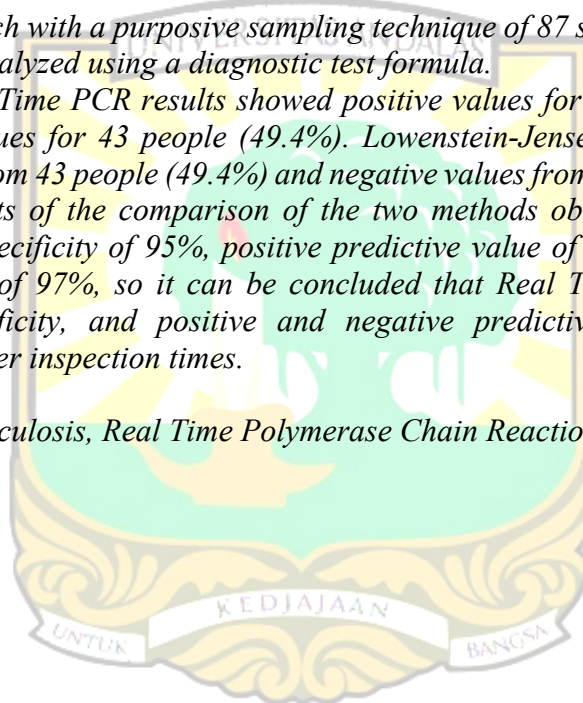 ch with a purposive sampling technique of 87 s
UNIVERSITAS ANDALAS
alyzed using a diagnostic test formula.
Time PCR results showed positive values for
ues for 43 people (49.4%). Lowenstein-Jense
om 43 people (49.4%) and negative values from
ts of the comparison of the two methods ob
ecificity of 95%, positive predictive value of
of 97%, so it can be concluded that Real T
ficity, and positive and negative predictiv
er inspection times.
culosis, Real Time Polymerase Chain Reactio
KEDJAJAAN
UNTUK
BANGSA